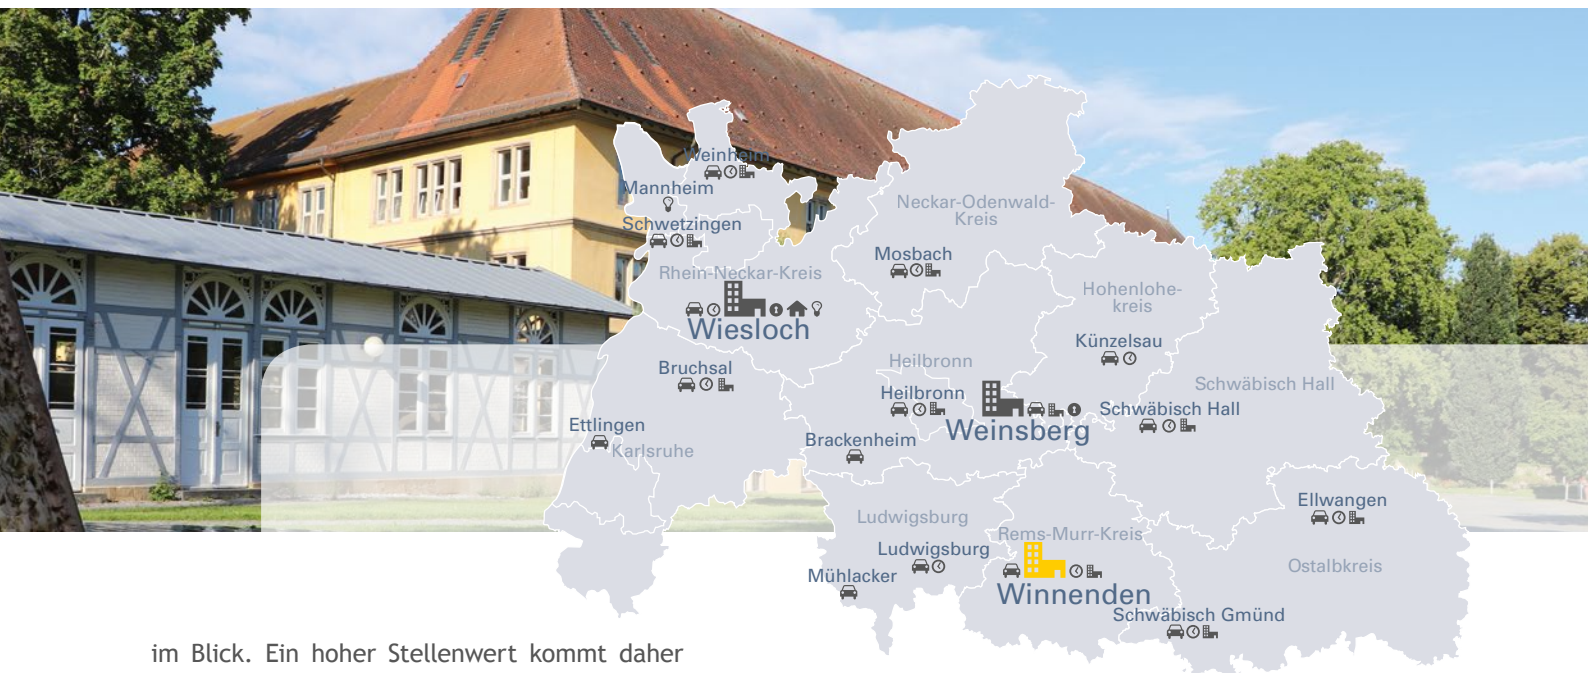 Weinheim
Mannheim
Schwetzingen
Neckar-Odenwald-
Kreis
Mosbach
Rhein-Neckar-Kreis
Hohenlohe-
kreis
Wiesloch
Künzelsau
Heilbronn
Bruchsal
Schwäbisch Hall
Heilbronn
Schwäbisch Hall
Ettlingen
Weinsberg
Brackenheim
Karlsruhe
Ellwangen
Ludwigsburg
Rems-Murr-Kreis
Ludwigsburg
Ostalbkreis
Mühlacker
Winnenden
Schwäbisch Gmünd
im Blick. Ein hoher Stellenwert kommt daher